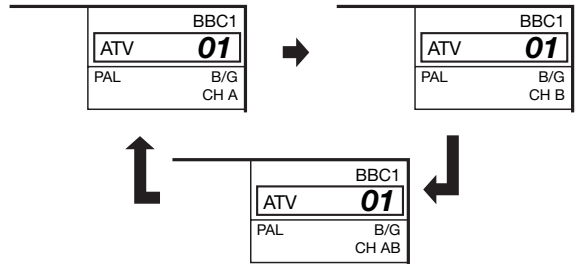 BBC1
ATV 01
PAL B/G
CH A
BBC1
ATV 01
PAL B/G
CH B
BBC1
ATV 01
PAL B/G
CH AB